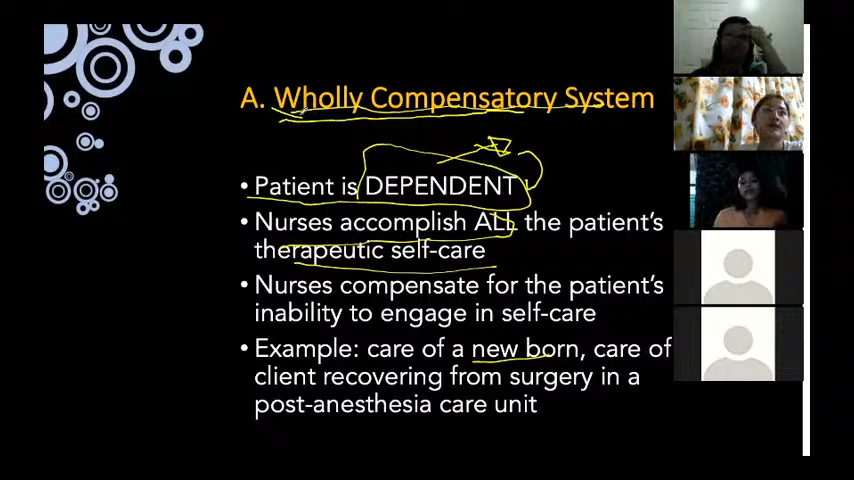 A. Wholly Compensatory System
• Patient is DEPENDENT
• Nurses accomplish ALL the patient's
therapeutic self-care
• Nurses compensate for the patient's
inability to engage in self-care
• Example: care of a new born, care of
client recovering from surgery in a
post-anesthesia care unit